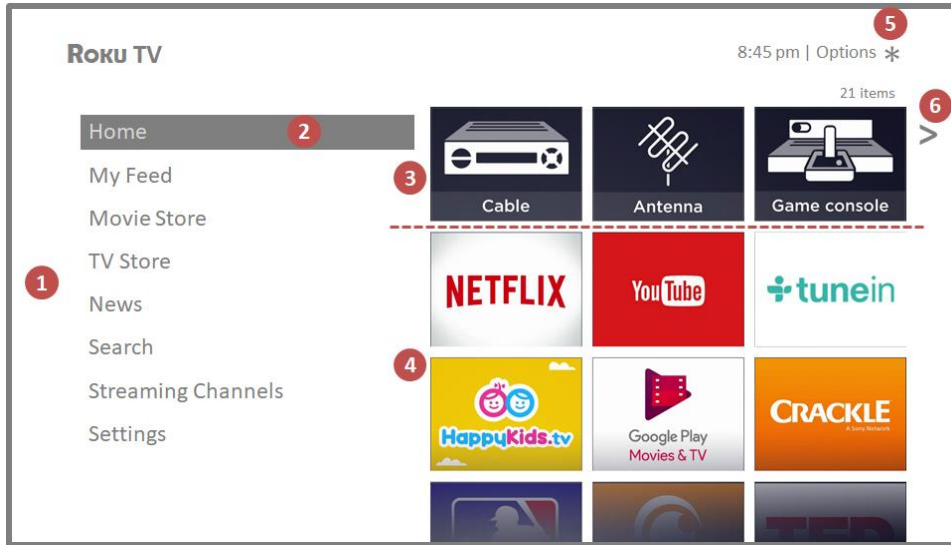 5
ROKU TV
8:45 pm | Options *
21 items
6
>
Home
2
My Feed
Movie Store
TV Store
1
News
Search
Streaming Channels
Settings
3
Cable
Antenna
Game console
NETFLIX
YouTube
tunein
4
HappyKids.tv
Google Play
Movies & TV
CRACKLE
A Sony Network
TED